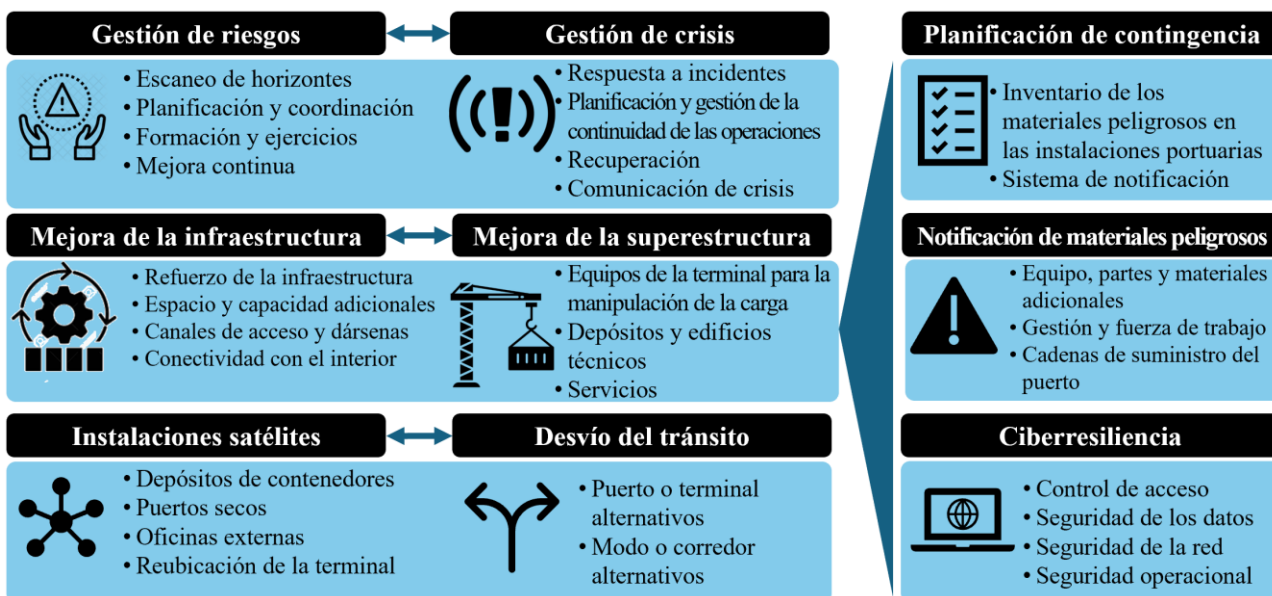 Gestión de riesgos
• Escaneo de horizontes
• Planificación y coordinación
• Formación y ejercicios
• Mejora continua
Gestión de crisis
• Respuesta a incidentes
• Planificación y gestión de la
continuidad de las operaciones
• Recuperación
• Comunicación de crisis
Mejora de la infraestructura
• Refuerzo de la infraestructura
• Espacio y capacidad adicionales
• Canales de acceso y dársenas
• Conectividad con el interior
Mejora de la superestructura
• Equipos de la terminal para la
manipulación de la carga
• Depósitos y edificios
técnicos
• Servicios
Instalaciones satélites
• Depósitos de contenedores
• Puertos secos
• Oficinas externas
• Reubicación de la terminal
Desvío del tránsito
• Puerto o terminal
alternativos
• Modo o corredor
alternativos
Planificación de contingencia
• Inventario de los
materiales peligrosos en
las instalaciones portuarias
• Sistema de notificación
Notificación de materiales peligrosos
• Equipo, partes y materiales
adicionales
• Gestión y fuerza de trabajo
• Cadenas de suministro del
puerto
Ciberresiliencia
• Control de acceso
• Seguridad de los datos
• Seguridad de la red
• Seguridad operacional